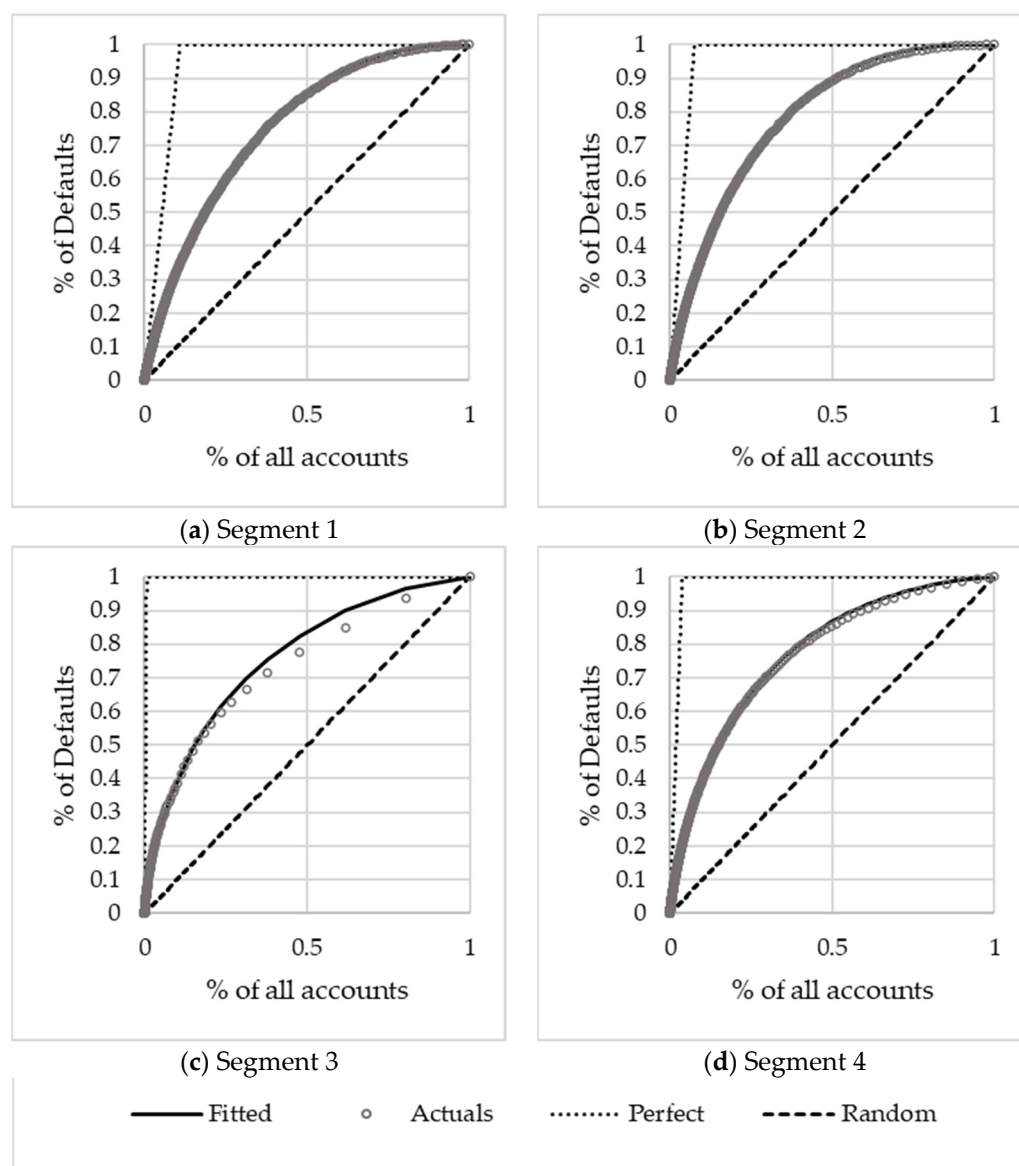 1
0.9
0.8
0.7
0.6
0.5
0.4
0.3
0.2
0.1
0
% of Defaults
0 0.5 1
% of all accounts
(a) Segment 1
1
0.9
0.8
0.7
0.6
0.5
0.4
0.3
0.2
0.1
0
% of Defaults
0 0.5 1
% of all accounts
(b) Segment 2
1
0.9
0.8
0.7
0.6
0.5
0.4
0.3
0.2
0.1
0
% of Defaults
0 0.5 1
% of all accounts
(c) Segment 3
1
0.9
0.8
0.7
0.6
0.5
0.4
0.3
0.2
0.1
0
% of Defaults
0 0.5 1
% of all accounts
(d) Segment 4
Fitted Actuals Perfect Random